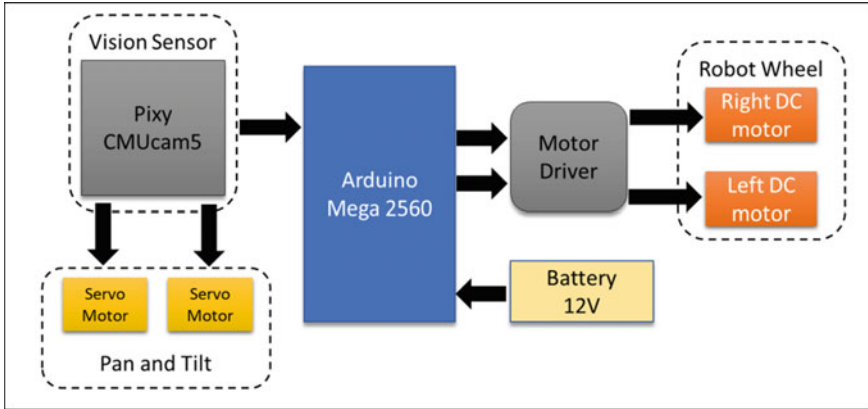 Vision Sensor
Pixy
CMUcam5
Servo
Motor
Servo
Motor
Pan and Tilt
Arduino
Mega 2560
Motor
Driver
Battery
12V
Robot Wheel
Right DC
motor
Left DC
motor